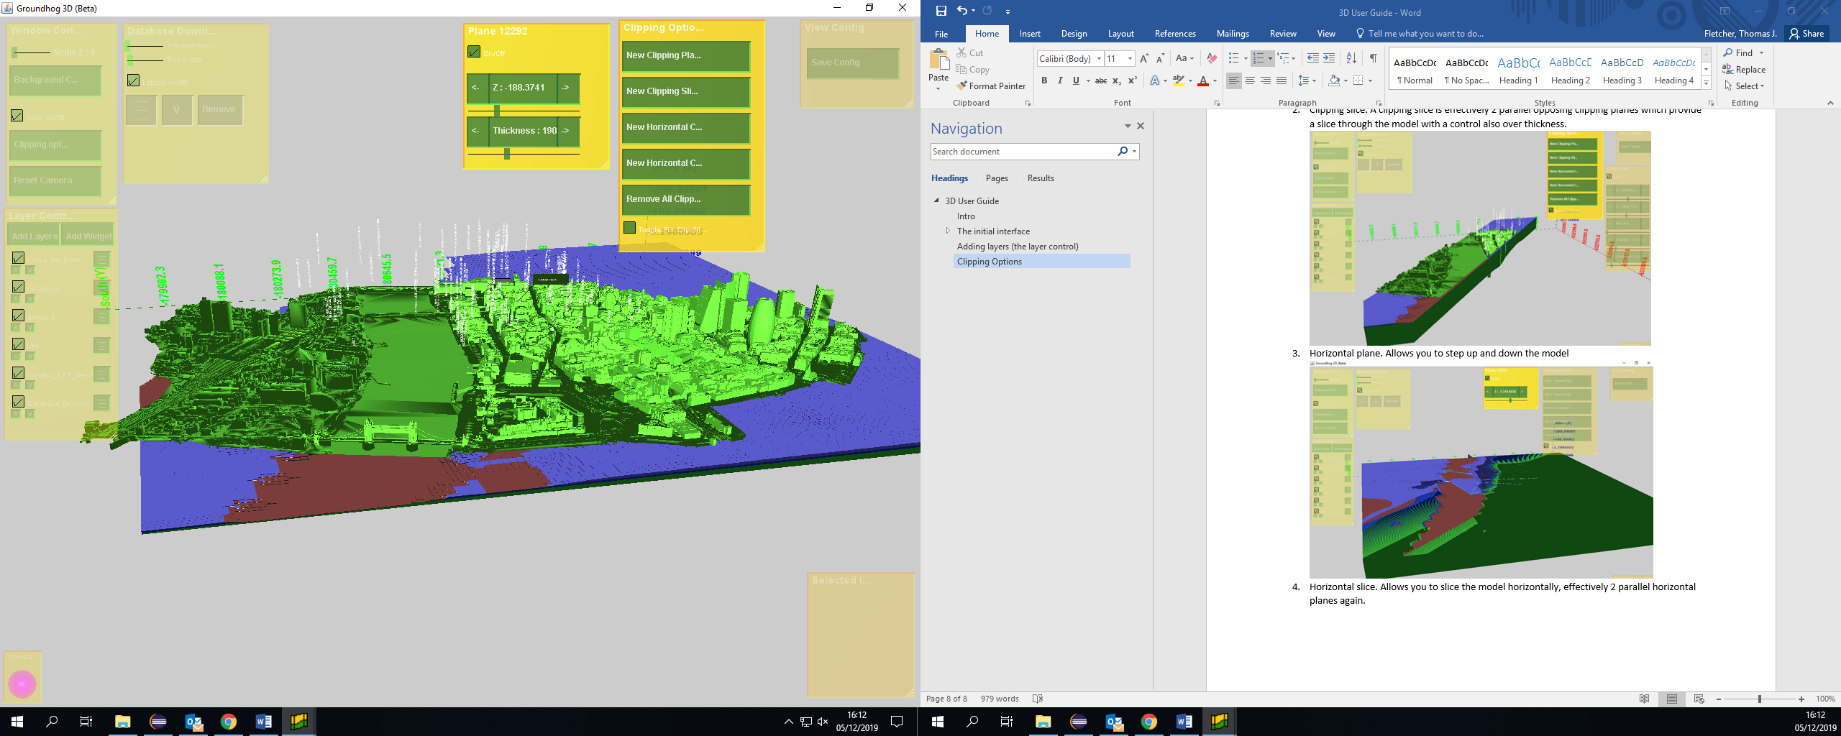 Groundhog 3D (Beta)
Window Con...
Scale Z : 1
Background C...
Clipping opt...
Reset Camera
Database Downl...
Remove
Plane 12292
On/Off
<- Z : -188.3741 ->
<- Thickness : 190 ->
Clipping Optio...
New Clipping Pla...
New Clipping Sli...
New Horizontal C...
New Horizontal C...
Remove All Clipp...
View Config
Save Config
Layer Contr...
Add Layers Add Widget
South (Y)
179902.3
180088.1
180273.9
180459.7
180645.5
Selected I...
16:12
05/12/2019
3D User Guide - Word
Fletcher, Thomas J.
Share
File Home Insert Design Layout References Mailings Review View Tell me what you want to do...
Paste
Cut
Copy
Format Painter
Clipboard
Calibri (Body) 11
Font
Paragraph
AaBbCcDc AaBbCcDc AaBbCc AaBbCcD AaBbCcD AaBbCcD
¶ Normal ¶ No Spac... Heading 1 Heading 2 Heading 3 Heading 4
Styles
Find
Replace
Select
Editing
Navigation
Search document
Headings Pages Results
3D User Guide
Intro
The initial interface
Adding layers (the layer control)
Clipping Options
2. Clipping slice. A clipping slice is effectively 2 parallel opposing clipping planes which provide
a slice through the model with a control also over thickness.
3. Horizontal plane. Allows you to step up and down the model
4. Horizontal slice. Allows you to slice the model horizontally, effectively 2 parallel horizontal
planes again.
Page 8 of 8 979 words
100%
16:12
05/12/2019